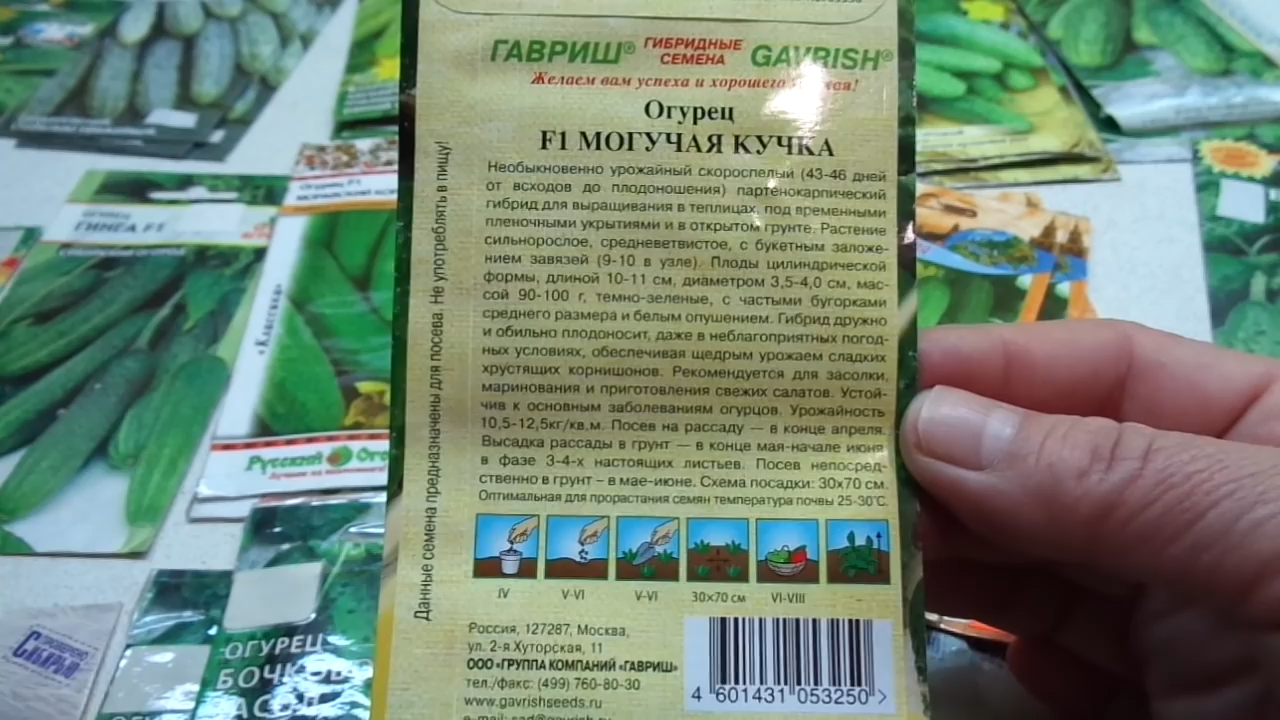 ГАВРИШ® ГИБРИДНЫЕ СЕМЕНА GAVRISH®
Желаем вам успеха и хорошего
Огурец
F1 МОГУЧАЯ КУЧКА
Необыкновенно урожайный скороспелый (43-46 дней
от всходов до плодоношения) партенокарпический
гибрид для выращивания в теплицах, под временными
пленочными укрытиями и в открытом грунте. Растение
сильнорослое, средневетвистое, с букетным заложе-
нием завязей (9-10 в узле). Плоды цилиндрической
формы, длиной 10-11 см, диаметром 3,5-4,0 см, мас-
сой 90-100 г, темно-зеленые, с частыми бугорками
среднего размера и белым опушением. Гибрид дружно
и обильно плодоносит, даже в неблагоприятных погод-
ных условиях, обеспечивая щедрым урожаем сладких
хрустящих корнишонов. Рекомендуется для засолки,
маринования и приготовления свежих салатов. Устой-
чив к основным заболеваниям огурцов. Урожайность
10,5-12,5кг/кв.м. Посев на рассаду — в конце апреля.
Высадка рассады в грунт — в конце мая-начале июня
в фазе 3-4-х настоящих листьев. Посев непосред-
ственно в грунт – в мае-июне. Схема посадки: 30х70 см.
Оптимальная для прорастания семян температура почвы 25-30°С.
IV V-VI V-VI 30×70 см VI-VIII
Россия, 127287, Москва,
ул. 2-я Хуторская, 11
ООО «ГРУППА КОМПАНИЙ «ГАВРИШ»
тел./факс: (499) 760-80-30
www.gavrishseeds.ru
4 601431 053250 >
Данные семена предназначены для посева. Не употреблять в пищу!
ОГУРЕЦ
ГИНГА F1
Огурец F1
«Классика»
Русский
ОГУРЕЦ
СИБИРЬЮ